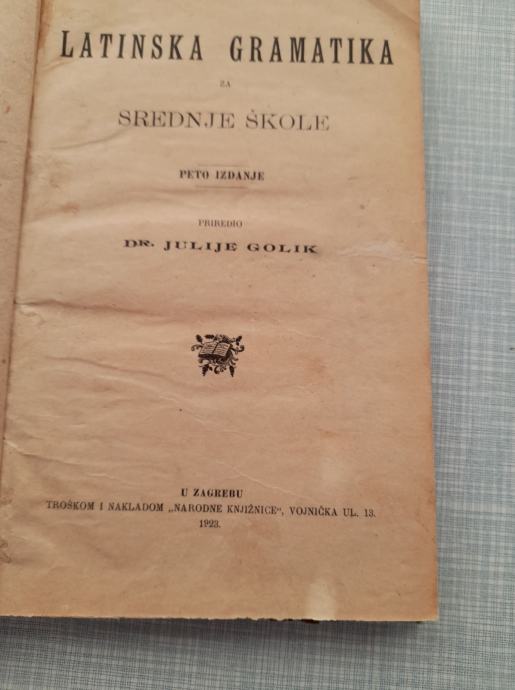 LATINSKA GRAMATIKA
ZA
SREDNJE ŠKOLE
PETO IZDANJE
PRIREDIO
DR. JULIJE GOLIK
U ZAGREBU
TROŠKOM I NAKLADOM „NARODNE KNJIŽNICE“, VOJNIČKA UL. 13.
1923.